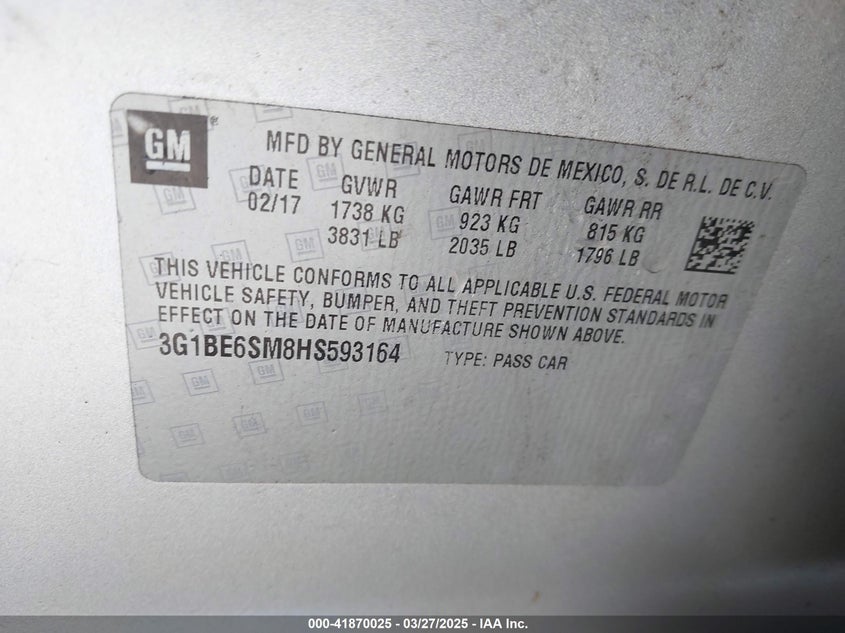 GM®
MFD BY GENERAL MOTORS DE MEXICO, S. DE R.L. DE C.V.
DATE GVWR GAWR FRT GAWR RR
02/17 1738 KG 923 KG 815 KG
3831 LB 2035 LB 1796 LB
THIS VEHICLE CONFORMS TO ALL APPLICABLE U.S. FEDERAL MOTOR
VEHICLE SAFETY, BUMPER, AND THEFT PREVENTION STANDARDS IN
EFFECT ON THE DATE OF MANUFACTURE SHOWN ABOVE.
3G1BE6SM8HS593164 TYPE: PASS CAR
000-41870025 | 03/27/2025 - IAA Inc.